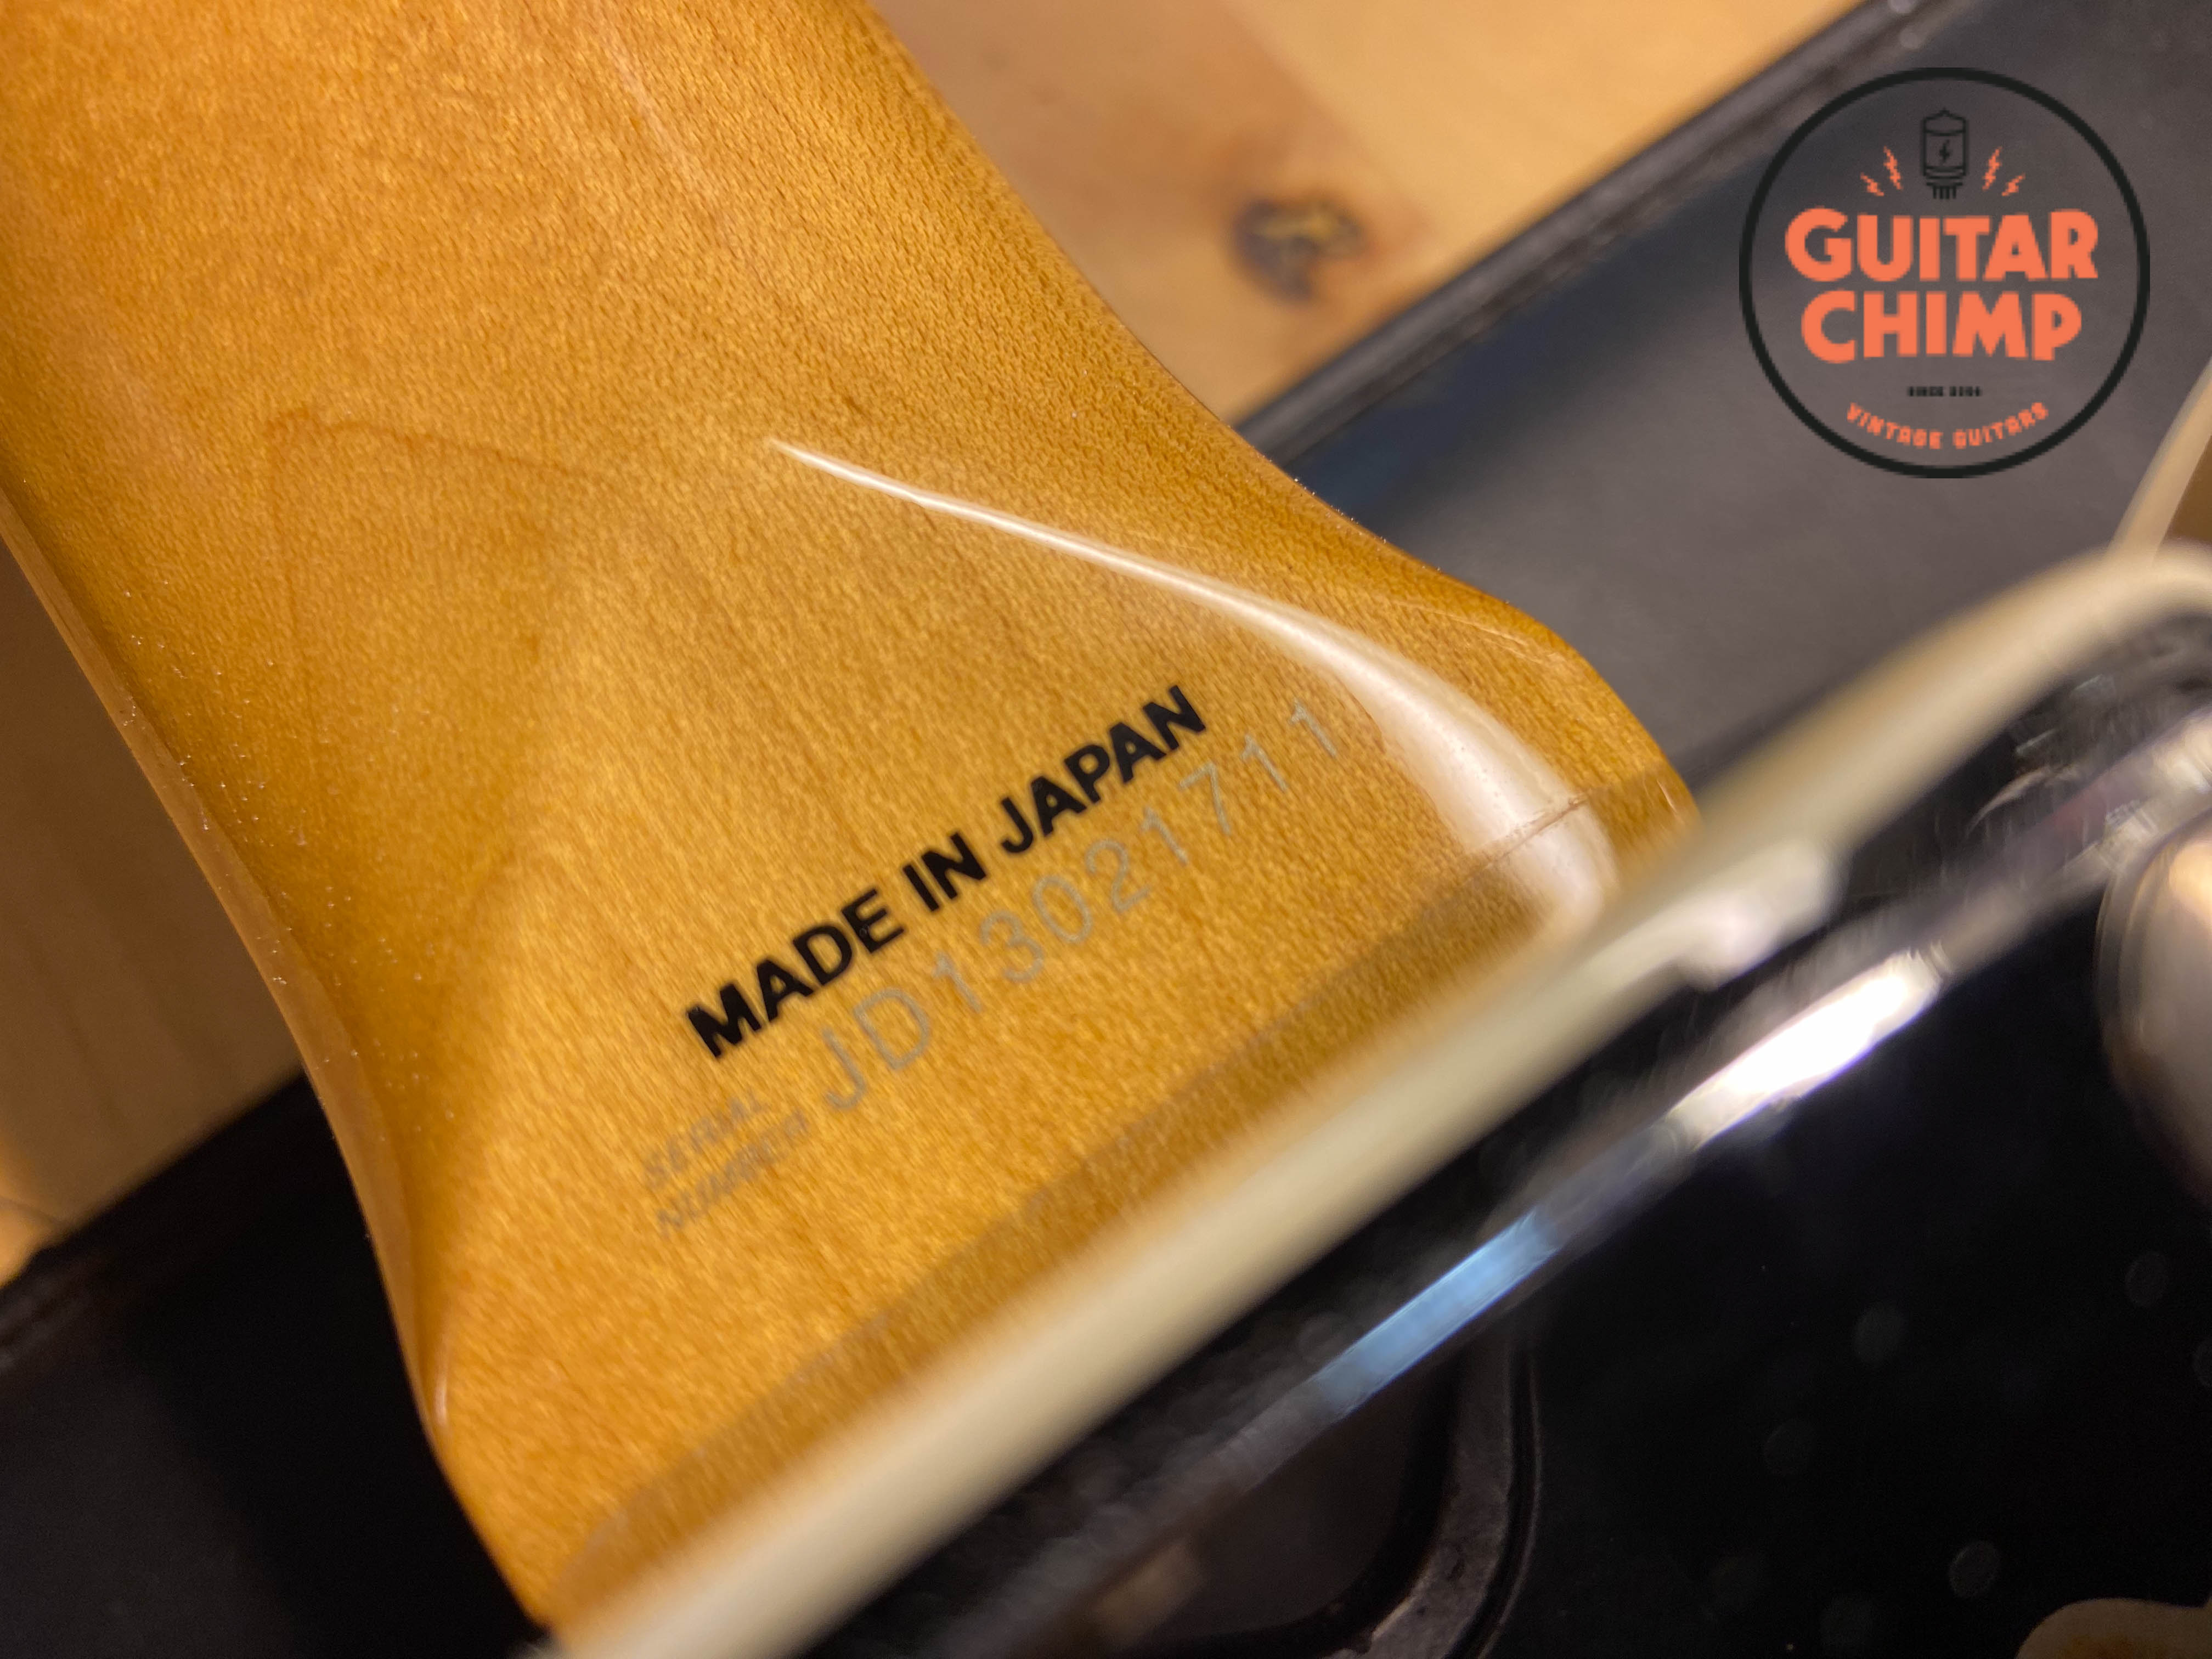 GUITAR
CHIMP
VINTAGE GUITARS
MADE IN JAPAN
JD13021711
SERIAL
NUMBER